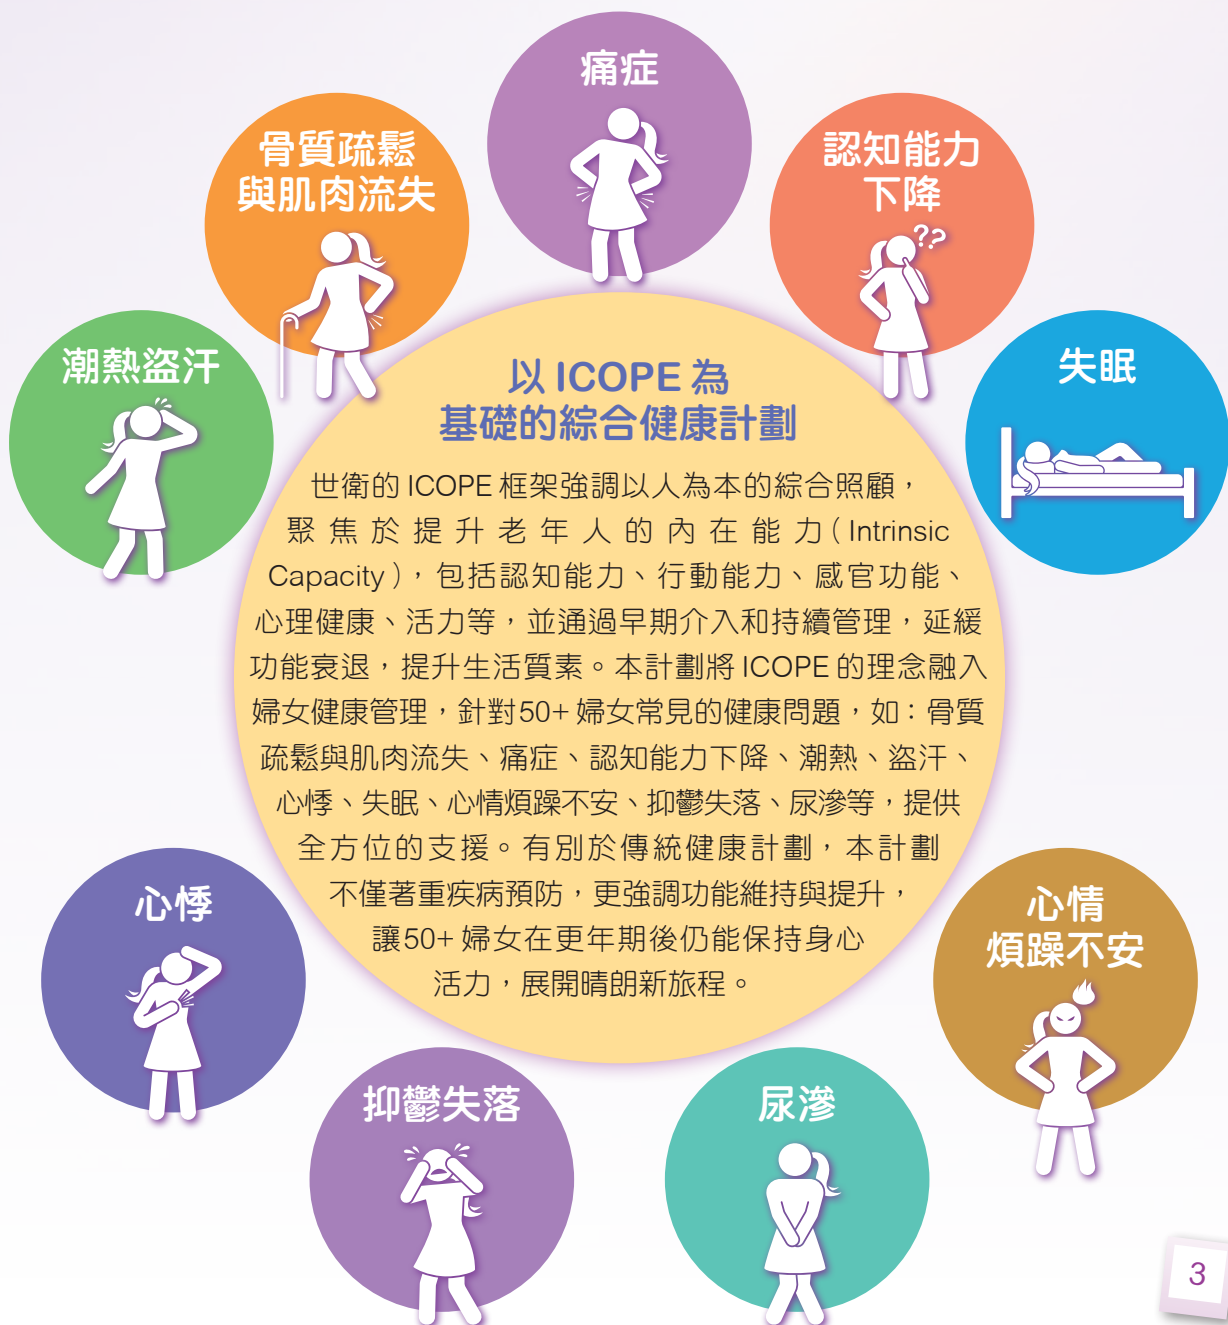 痛症
骨質疏鬆
與肌肉流失
認知能力
下降
??
潮熱盜汗
失眠
以 ICOPE 為
基礎的綜合健康計劃
世衛的 ICOPE 框架強調以人為本的綜合照顧，
聚焦於提升老年人的內在能力（Intrinsic
Capacity），包括認知能力、行動能力、感官功能、
心理健康、活力等，並通過早期介入和持續管理，延緩
功能衰退，提升生活質素。本計劃將 ICOPE 的理念融入
婦女健康管理，針對50+ 婦女常見的健康問題，如：骨質
疏鬆與肌肉流失、痛症、認知能力下降、潮熱、盜汗、
心悸、失眠、心情煩躁不安、抑鬱失落、尿滲等，提供
全方位的支援。有別於傳統健康計劃，本計劃
不僅著重疾病預防，更強調功能維持與提升，
讓50+ 婦女在更年期後仍能保持身心
活力，展開晴朗新旅程。
心悸
心情
煩躁不安
抑鬱失落
尿滲
3